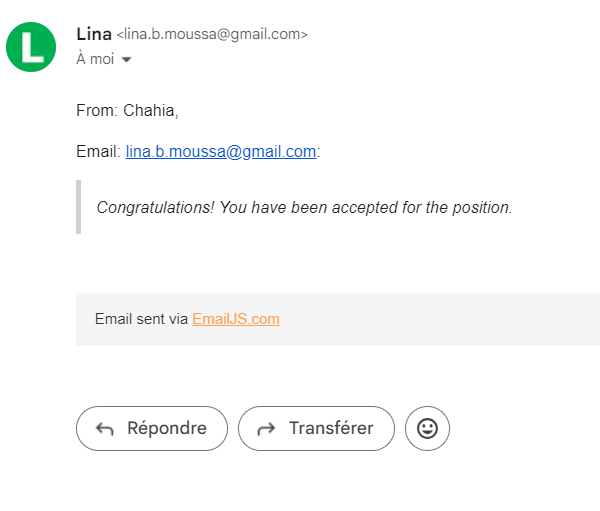 L
Lina <lina.b.moussa@gmail.com>
À moi
From: Chahia,
Email: lina.b.moussa@gmail.com:
Congratulations! You have been accepted for the position.
Email sent via EmailJS.com
Répondre Transférer